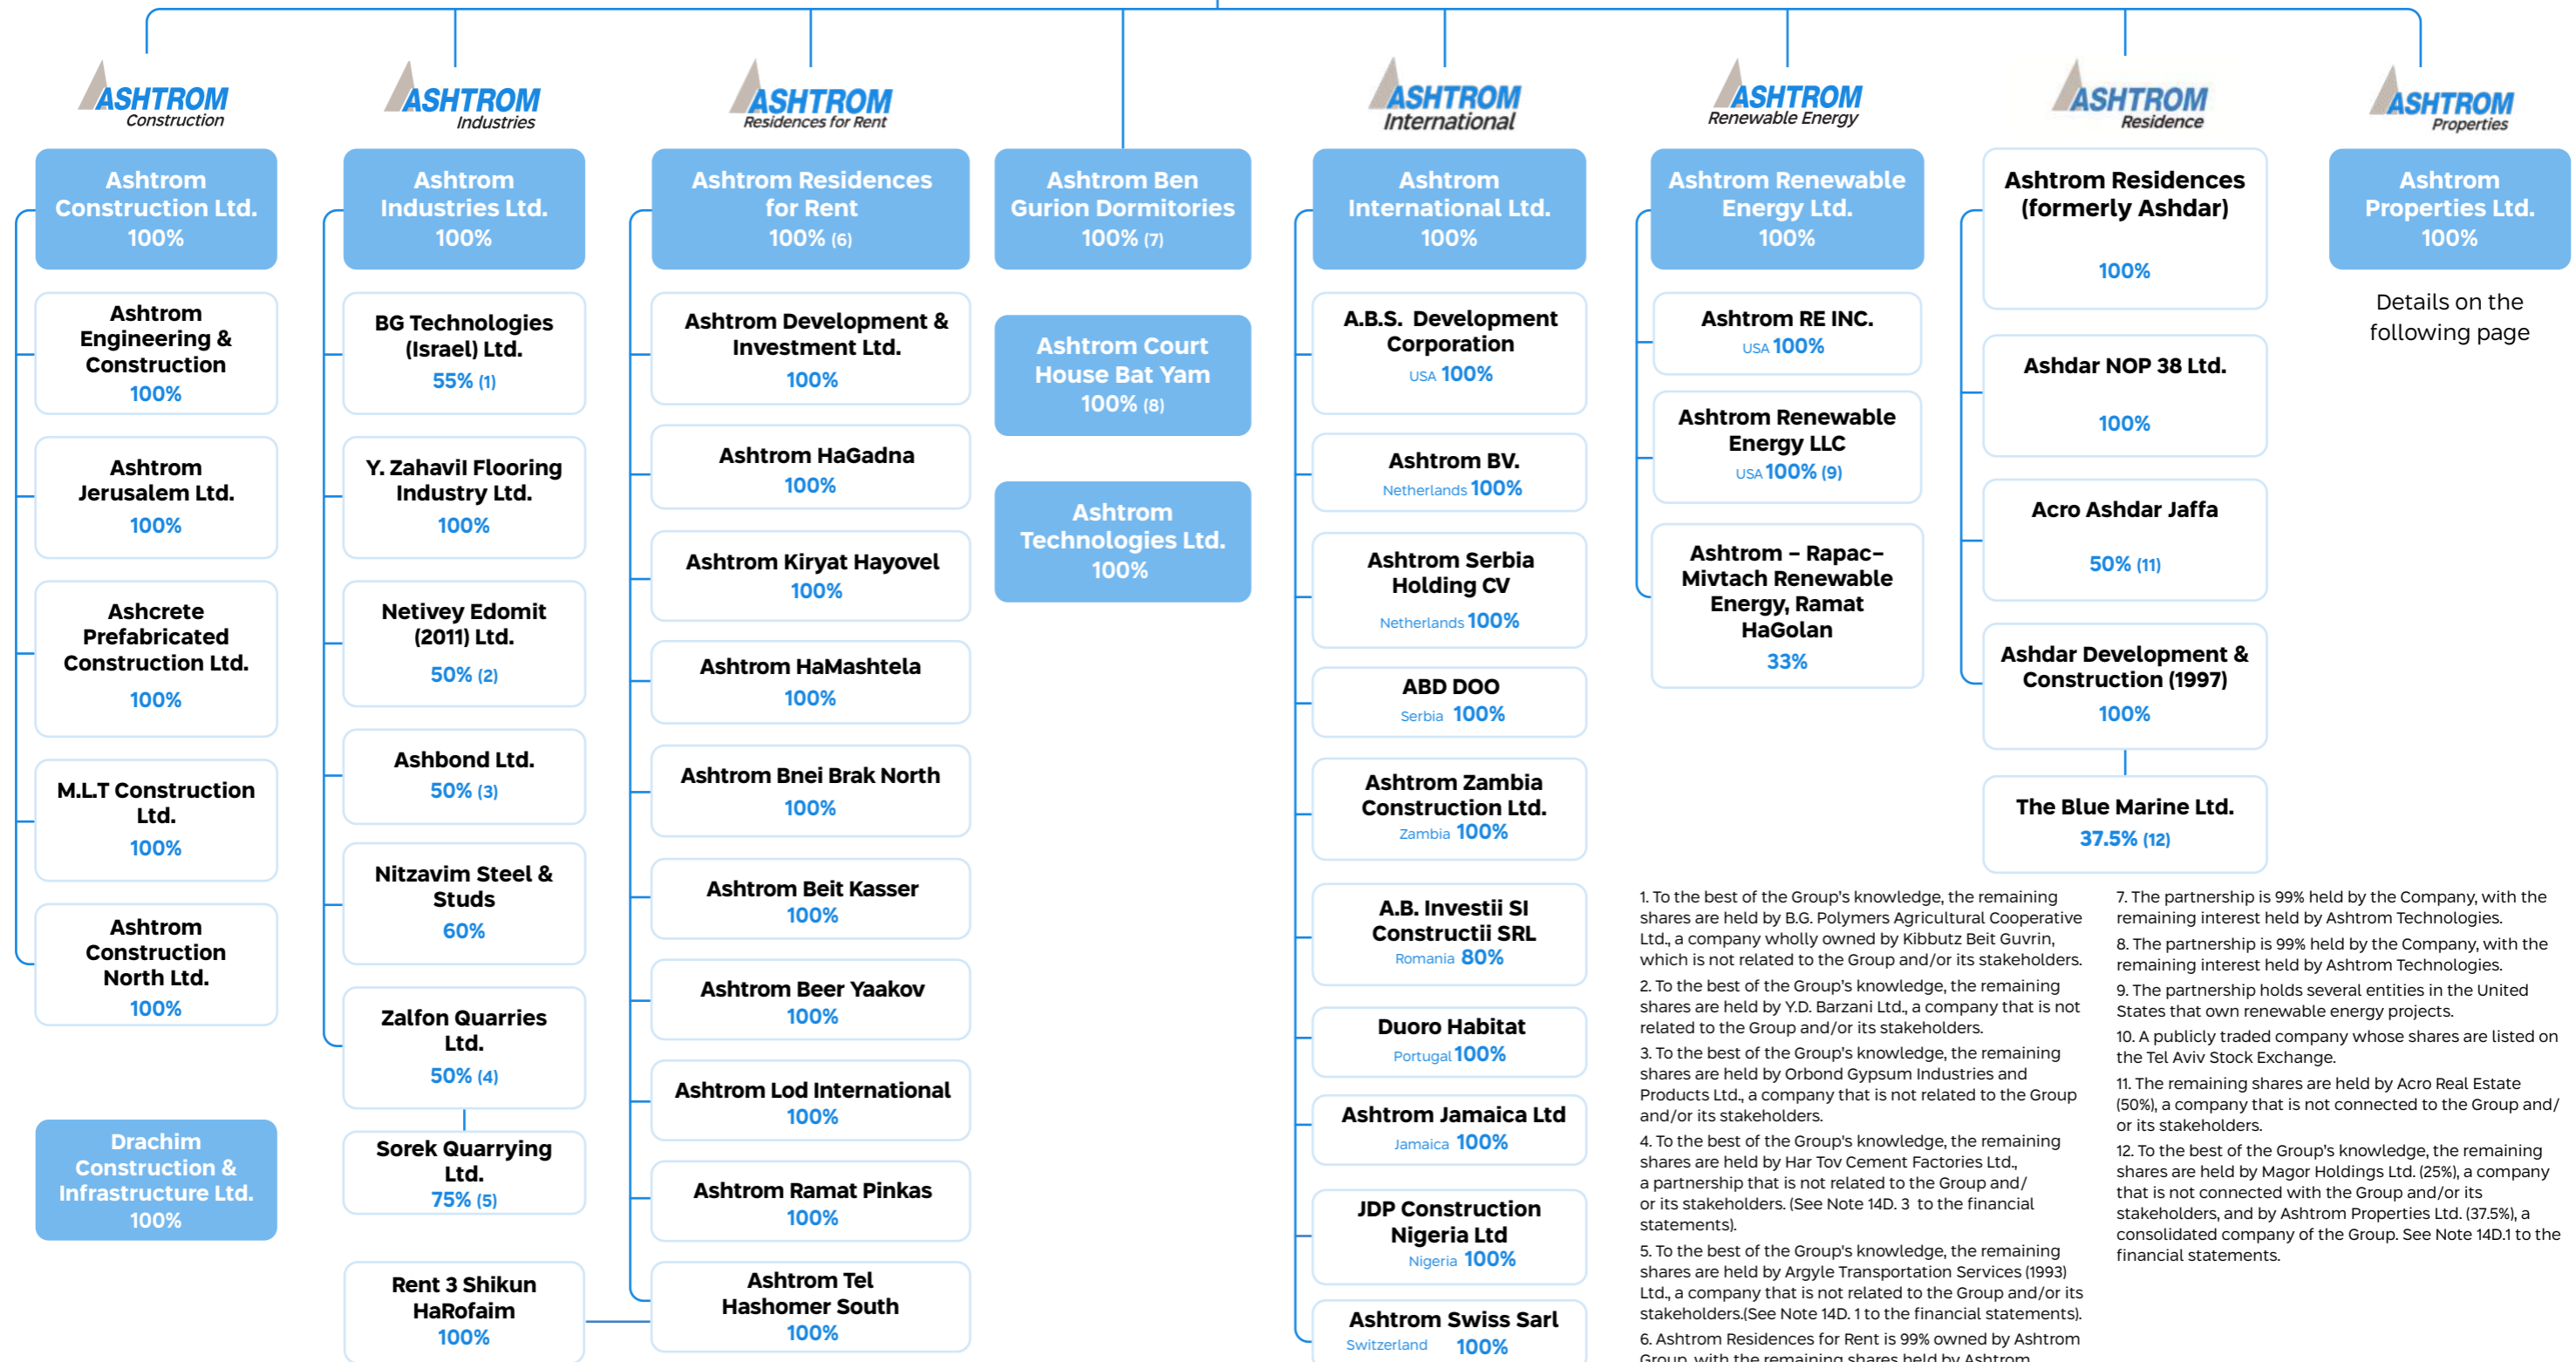 ASHTROM
Construction
Ashtrom
Construction Ltd.
100%
Ashtrom
Engineering &
Construction
100%
Ashtrom
Jerusalem Ltd.
100%
Ashcrete
Prefabricated
Construction Ltd.
100%
M.L.T Construction
Ltd.
100%
Ashtrom
Construction
North Ltd.
100%
Drachim
Construction &
Infrastructure Ltd.
100%
ASHTROM
Industries
Ashtrom
Industries Ltd.
100%
BG Technologies
(Israel) Ltd.
55% (1)
Y. Zahavil Flooring
Industry Ltd.
100%
Netivey Edomit
(2011) Ltd.
50% (2)
Ashbond Ltd.
50% (3)
Nitzavim Steel &
Studs
60%
Zalfon Quarries
Ltd.
50% (4)
Sorek Quarrying
Ltd.
75% (5)
Rent 3 Shikun
HaRofaim
100%
ASHTROM
Residences for Rent
Ashtrom Residences
for Rent
100% (6)
Ashtrom Development &
Investment Ltd.
100%
Ashtrom HaGadna
100%
Ashtrom Kiryat Hayovel
100%
Ashtrom HaMashtela
100%
Ashtrom Bnei Brak North
100%
Ashtrom Beit Kasser
100%
Ashtrom Beer Yaakov
100%
Ashtrom Lod International
100%
Ashtrom Ramat Pinkas
100%
Ashtrom Tel
Hashomer South
100%
Ashtrom Ben
Gurion Dormitories
100% (7)
Ashtrom Court
House Bat Yam
100% (8)
Ashtrom
Technologies Ltd.
100%
ASHTROM
International
Ashtrom
International Ltd.
100%
A.B.S. Development
Corporation
USA 100%
Ashtrom BV.
Netherlands 100%
Ashtrom Serbia
Holding CV
Netherlands 100%
ABD DOO
Serbia 100%
Ashtrom Zambia
Construction Ltd.
Zambia 100%
A.B. Investii SI
Constructii SRL
Romania 80%
Duoro Habitat
Portugal 100%
Ashtrom Jamaica Ltd
Jamaica 100%
JDP Construction
Nigeria Ltd
Nigeria 100%
Ashtrom Swiss Sarl
Switzerland 100%
ASHTROM
Renewable Energy
Ashtrom Renewable
Energy Ltd.
100%
Ashtrom RE INC.
USA 100%
Ashtrom Renewable
Energy LLC
USA 100% (9)
Ashtrom – Rapac–
Mivtach Renewable
Energy, Ramat
HaGolan
33%
ASHTROM
Residence
Ashtrom Residences
(formerly Ashdar)
100%
Ashdar NOP 38 Ltd.
100%
Acro Ashdar Jaffa
50% (11)
Ashdar Development &
Construction (1997)
100%
The Blue Marine Ltd.
37.5% (12)
ASHTROM
Properties
Ashtrom
Properties Ltd.
100%
Details on the
following page
1. To the best of the Group's knowledge, the remaining
shares are held by B.G. Polymers Agricultural Cooperative
Ltd., a company wholly owned by Kibbutz Beit Guvrin,
which is not related to the Group and/or its stakeholders.
2. To the best of the Group's knowledge, the remaining
shares are held by Y.D. Barzani Ltd., a company that is not
related to the Group and/or its stakeholders.
3. To the best of the Group's knowledge, the remaining
shares are held by Orbond Gypsum Industries and
Products Ltd., a company that is not related to the Group
and/or its stakeholders.
4. To the best of the Group's knowledge, the remaining
shares are held by Har Tov Cement Factories Ltd.,
a partnership that is not related to the Group and/
or its stakeholders. (See Note 14D. 3 to the financial
statements).
5. To the best of the Group's knowledge, the remaining
shares are held by Argyle Transportation Services (1993)
Ltd., a company that is not related to the Group and/or its
stakeholders.(See Note 14D. 1 to the financial statements).
6. Ashtrom Residences for Rent is 99% owned by Ashtrom
Group, with the remaining shares held by Ashtrom
7. The partnership is 99% held by the Company, with the
remaining interest held by Ashtrom Technologies.
8. The partnership is 99% held by the Company, with the
remaining interest held by Ashtrom Technologies.
9. The partnership holds several entities in the United
States that own renewable energy projects.
10. A publicly traded company whose shares are listed on
the Tel Aviv Stock Exchange.
11. The remaining shares are held by Acro Real Estate
(50%), a company that is not connected to the Group and/
or its stakeholders.
12. To the best of the Group's knowledge, the remaining
shares are held by Magor Holdings Ltd. (25%), a company
that is not connected with the Group and/or its
stakeholders, and by Ashtrom Properties Ltd. (37.5%), a
consolidated company of the Group. See Note 14D.1 to the
financial statements.